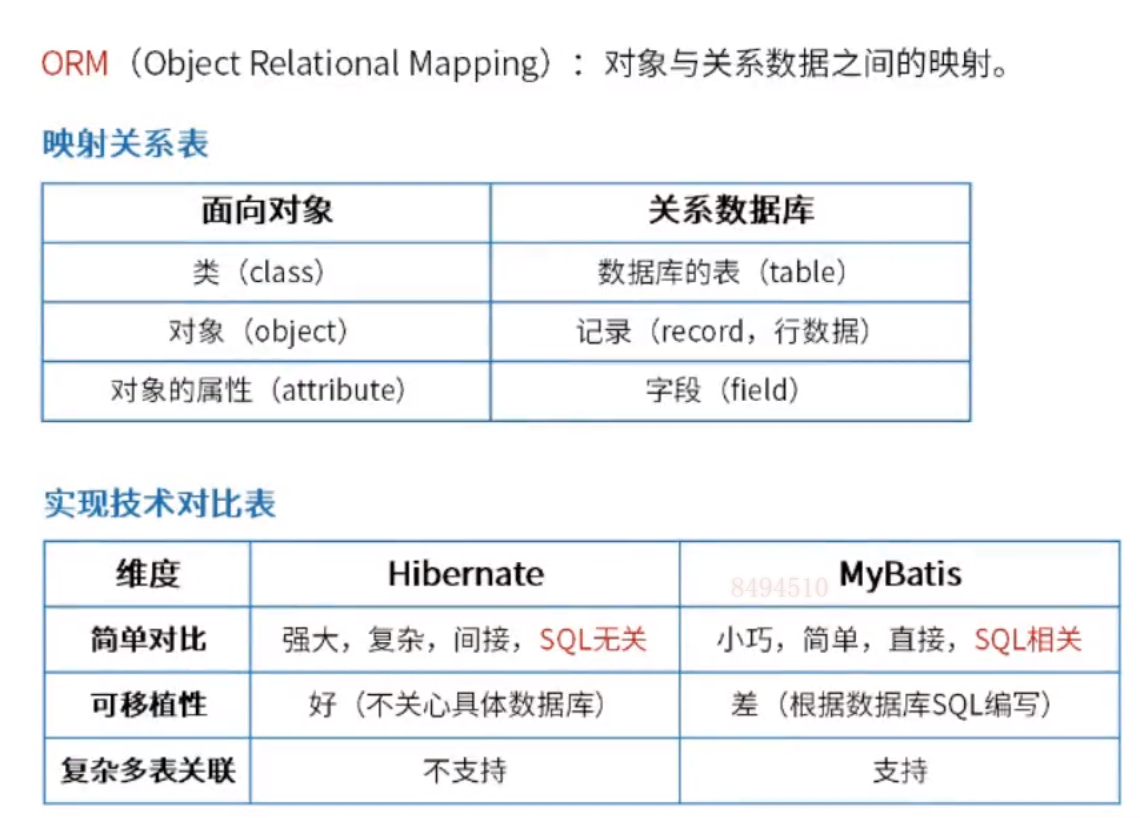 ORM（Object Relational Mapping）：对象与关系数据之间的映射。
映射关系表
面向对象 关系数据库
类（class） 数据库的表（table）
对象（object） 记录（record，行数据）
对象的属性（attribute） 字段（field）
实现技术对比表
维度 Hibernate 8494510 MyBatis
简单对比 强大，复杂，间接，SQL无关 小巧，简单，直接，SQL相关
可移植性 好（不关心具体数据库） 差（根据数据库SQL编写）
复杂多表关联 不支持 支持